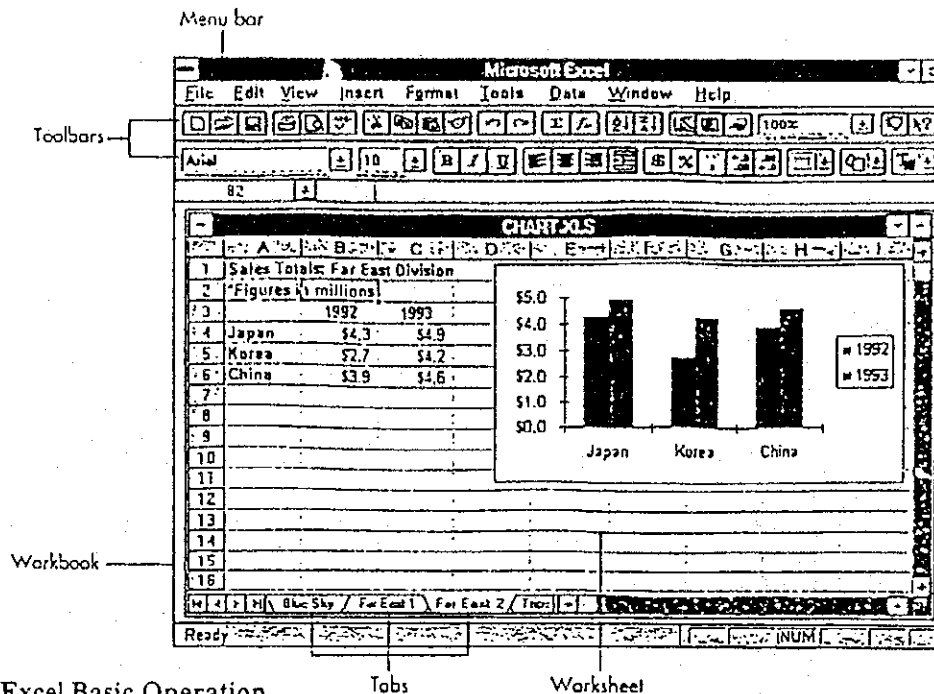 Menu bar
Microsoft Excel
File Edit View Insert Format Tools Data Window Help
Toolbars
100%
Arial 10 B I U $ %
B2
CHART.XLS
A B C D E F G H I
1 Sales Totals: Far East Division
2 *Figures in millions
3 1992 1993
4 Japan $4.3 $4.9
5 Korea $2.7 $4.2
6 China $3.9 $4.6
7
8
9
10
11
12
13
14
15
16
$5.0
$4.0
$3.0
$2.0
$1.0
$0.0
Japan Korea China
1992
1993
Workbook
Blue Sky Far East 1 Far East 2
Ready NUM
Tabs Worksheet
Excel Basic Operation